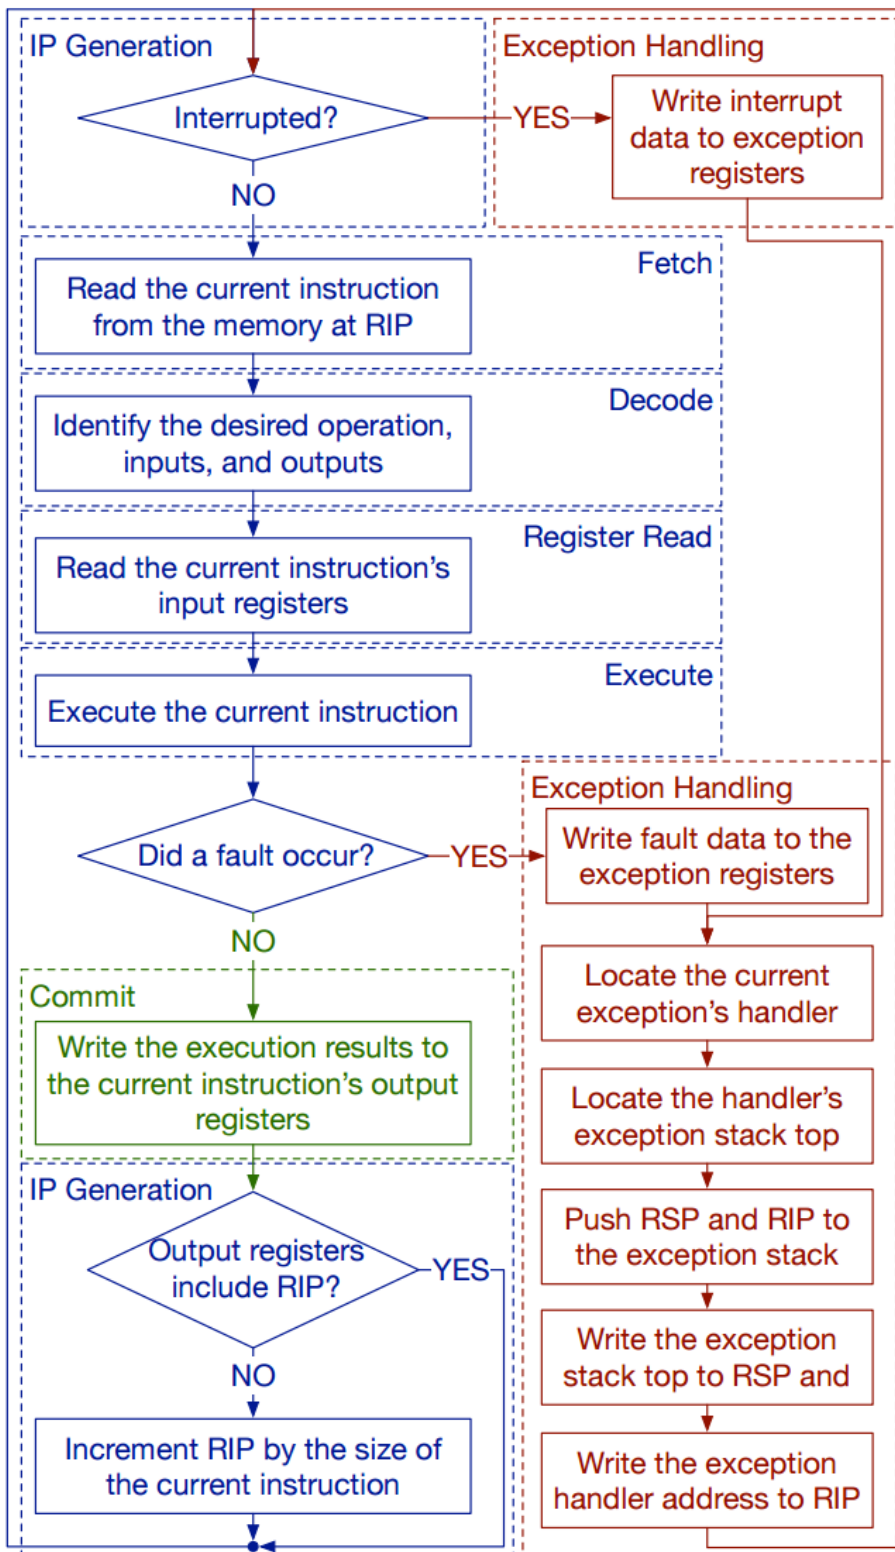 IP Generation
Interrupted?
YES
NO
Exception Handling
Write interrupt
data to exception
registers
Fetch
Read the current instruction
from the memory at RIP
Decode
Identify the desired operation,
inputs, and outputs
Register Read
Read the current instruction's
input registers
Execute
Execute the current instruction
Did a fault occur?
YES
NO
Exception Handling
Write fault data to the
exception registers
Locate the current
exception's handler
Locate the handler's
exception stack top
Push RSP and RIP to
the exception stack
Write the exception
stack top to RSP and
Write the exception
handler address to RIP
Commit
Write the execution results to
the current instruction's output
registers
IP Generation
Output registers
include RIP?
YES
NO
Increment RIP by the size of
the current instruction